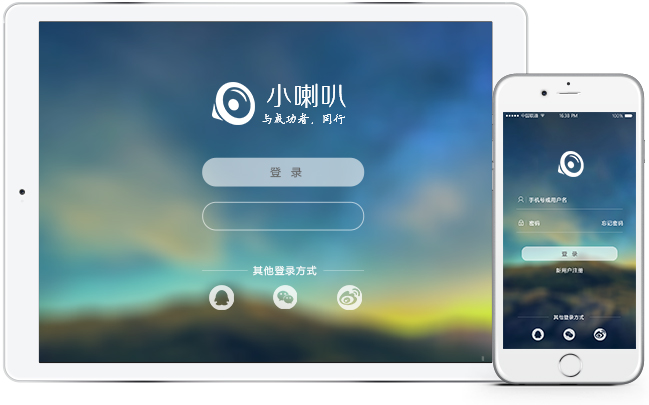 小喇叭
与成功者，同行
登 录
其他登录方式
中国联通
16:38 PM
100%
手机号或用户名
密码
忘记密码
登 录
新用户注册
其他登录方式